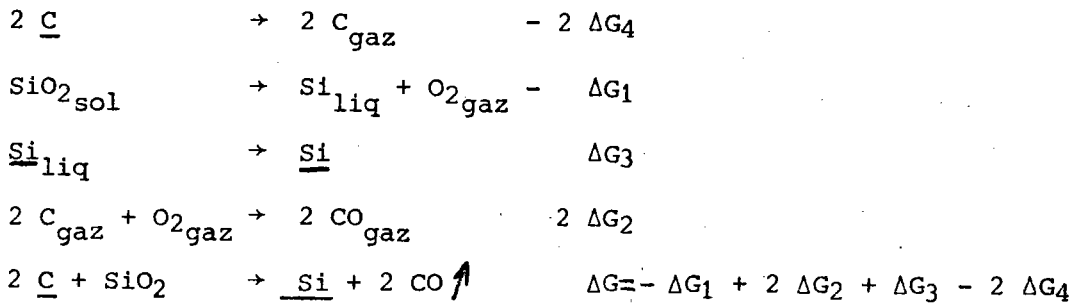 2 C → 2 C gaz - 2 ΔG4
SiO2 sol → Si liq + O2 gaz - ΔG1
Si liq → Si ΔG3
2 C gaz + O2 gaz → 2 CO gaz 2 ΔG2
2 C + SiO2 → Si + 2 CO ↑ ΔG= - ΔG1 + 2 ΔG2 + ΔG3 - 2 ΔG4